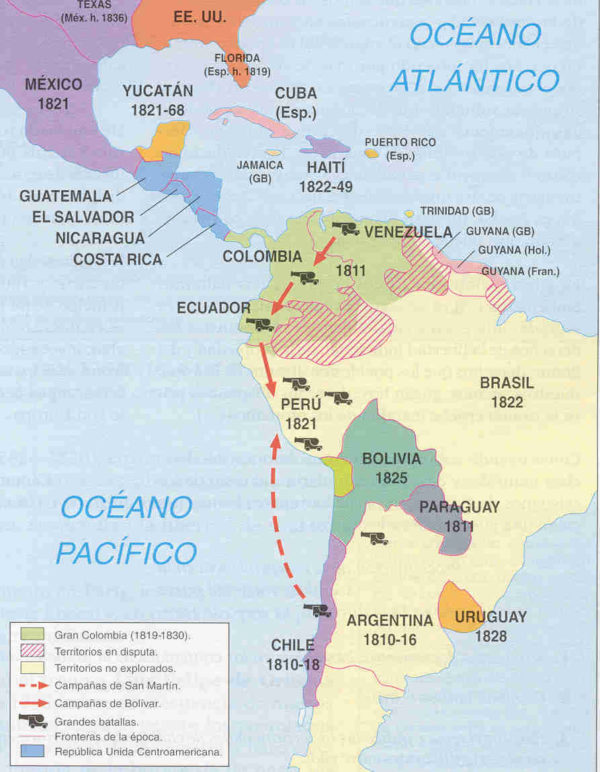 TEXAS
(Méx. h. 1836)
EE. UU.
OCÉANO
ATLÁNTICO
FLORIDA
(Esp. h. 1819)
MÉXICO
1821
YUCATÁN
1821-68
CUBA
(Esp.)
PUERTO RICO
(Esp.)
JAMAICA
(GB)
HAITÍ
1822-49
GUATEMALA
EL SALVADOR
NICARAGUA
COSTA RICA
TRINIDAD (GB)
VENEZUELA
GUYANA (GB)
GUYANA (Hol.)
GUYANA (Fran.)
COLOMBIA
1811
ECUADOR
BRASIL
1822
PERÚ
1821
BOLIVIA
1825
OCÉANO
PACÍFICO
PARAGUAY
1811
ARGENTINA
1810-16
URUGUAY
1828
CHILE
1810-18
Gran Colombia (1819-1830).
Territorios en disputa.
Territorios no explorados.
Campañas de San Martín.
Campañas de Bolívar.
Grandes batallas.
Fronteras de la época.
República Unida Centroamericana.